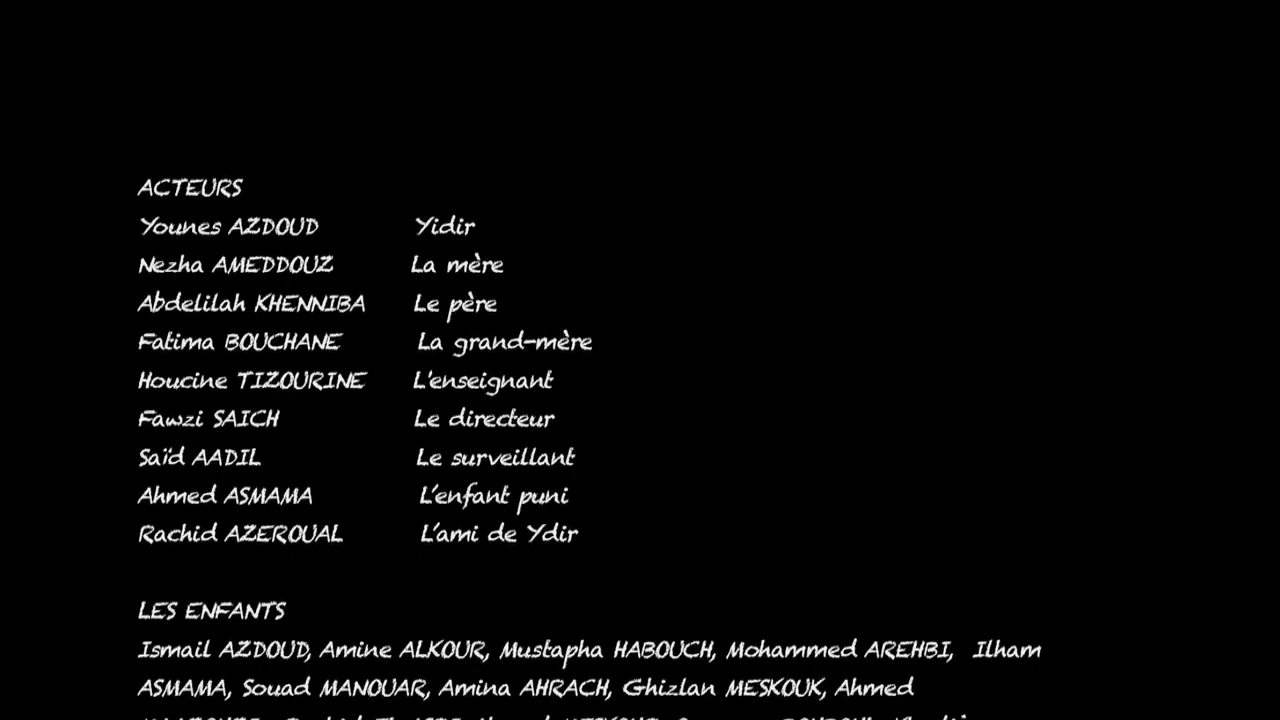 ACTEURS
Younes AZDOUD Yidir
Nezha AMEDDOUZ La mère
Abdelilah KHENNIBA Le père
Fatima BOUCHANE La grand-mère
Houcine TIZOURINE L'enseignant
Fawzi SAICH Le directeur
Saïd AADIL Le surveillant
Ahmed ASMAMA L'enfant puni
Rachid AZEROUAL L'ami de Ydir
LES ENFANTS
Ismail AZDOUD, Amine ALKOUR, Mustapha HABOUCH, Mohammed AREHBI, Ilham
ASMAMA, Souad MANOUAR, Amina AHRACH, Ghizlan MESKOUK, Ahmed